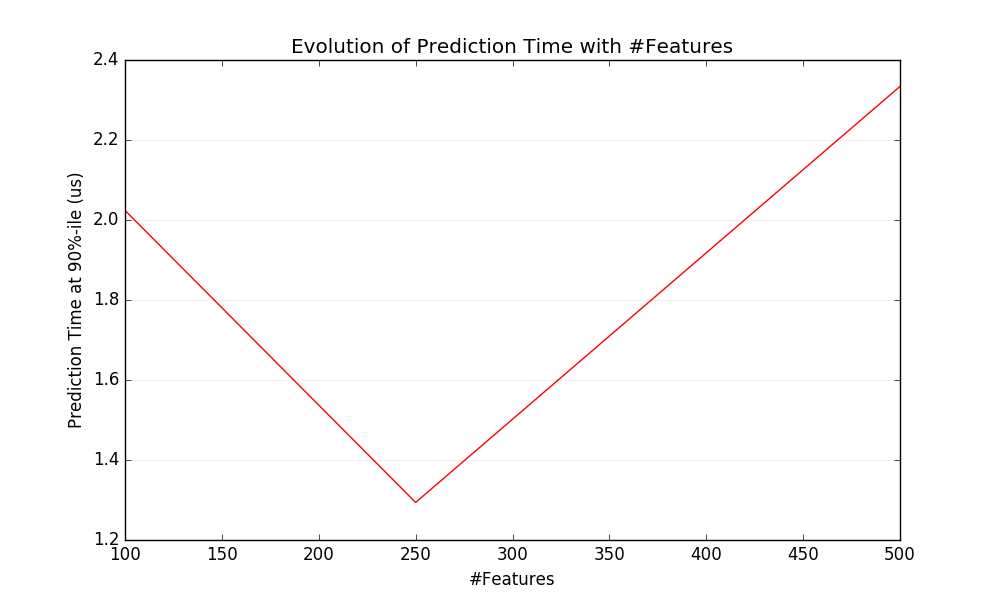 Evolution of Prediction Time with #Features
Prediction Time at 90%-ile (us)
2.4
2.2
2.0
1.8
1.6
1.4
1.2
100 150 200 250 300 350 400 450 500
#Features